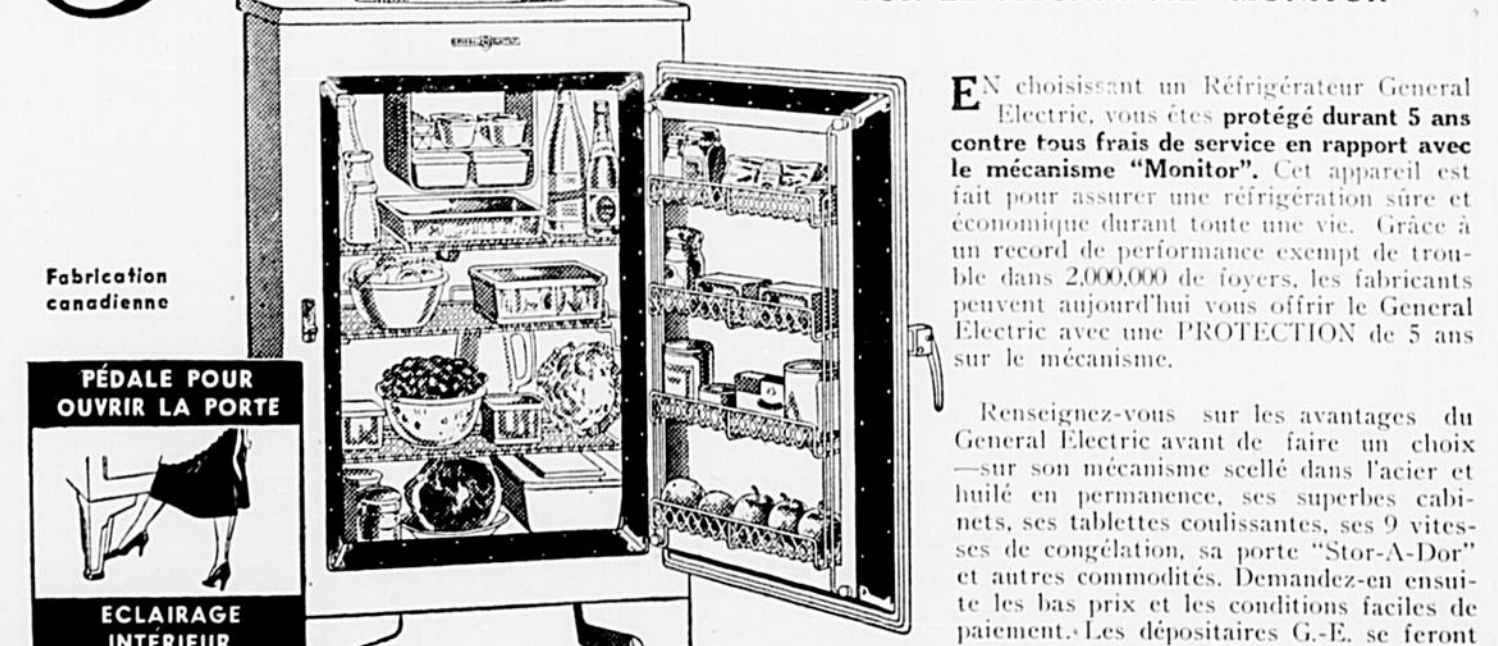 Fabrication
canadienne
PÉDALE POUR
OUVRIR LA PORTE
ECLAIRAGE
INTÉRIEUR
EN choisissant un Réfrigérateur General
Electric, vous êtes protégé durant 5 ans
contre tous frais de service en rapport avec
le mécanisme “Monitor”. Cet appareil est
fait pour assurer une réfrigération sûre et
économique durant toute une vie. Grâce à
un record de performance exempt de trou-
ble dans 2,000,000 de foyers, les fabricants
peuvent aujourd'hui vous offrir le General
Electric avec une PROTECTION de 5 ans
sur le mécanisme.
Renseignez-vous sur les avantages du
General Electric avant de faire un choix
—sur son mécanisme scellé dans l'acier et
huilé en permanence, ses superbes cabi-
nets, ses tablettes coulissantes, ses 9 vites-
ses de congélation, sa porte “Stor-A-Dor”
et autres commodités. Demandez-en ensui-
te les bas prix et les conditions faciles de
paiement. Les dépositaires G.-E. se feront